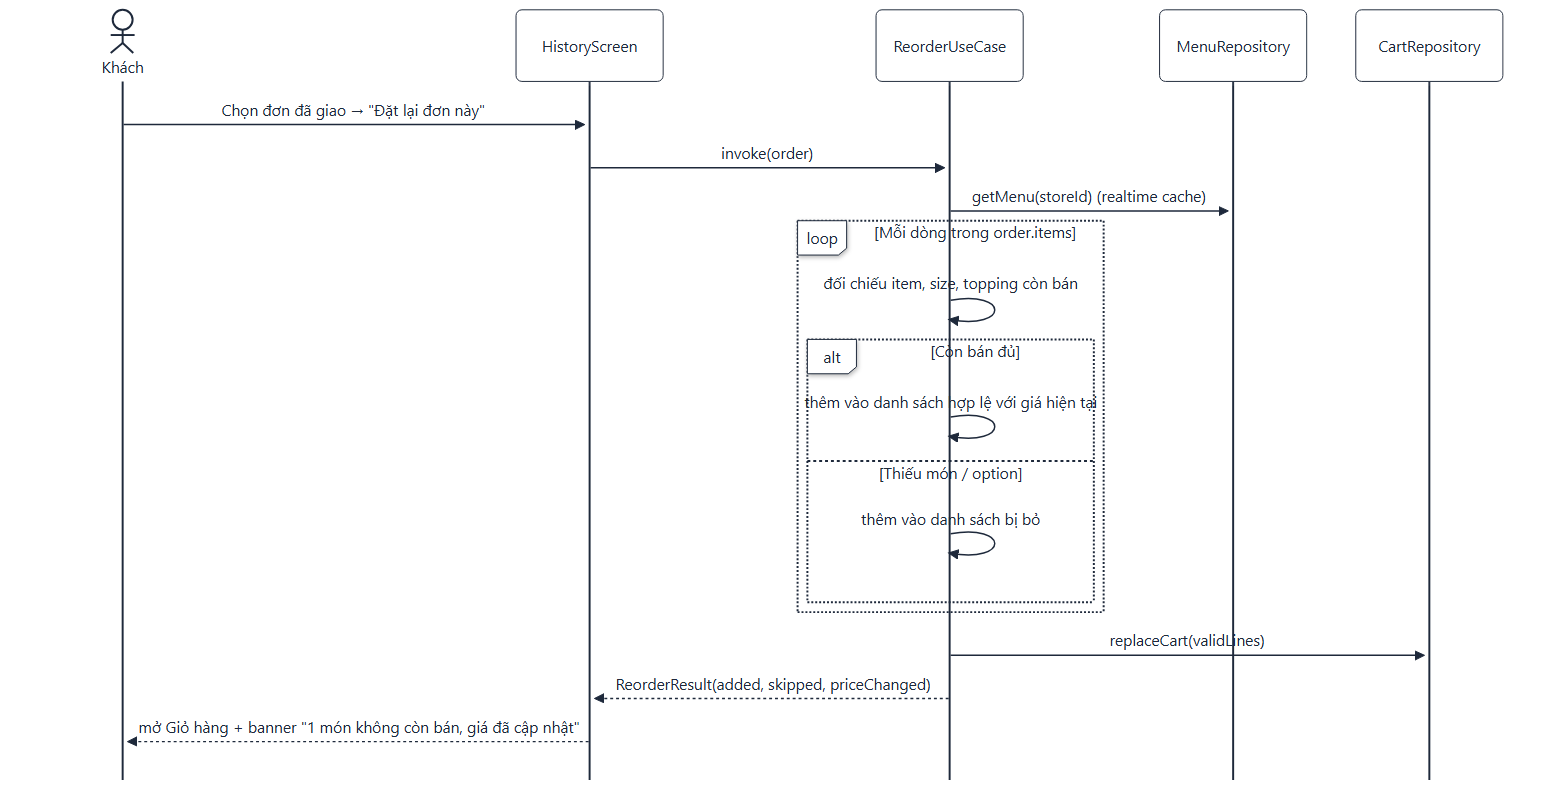 Khách
HistoryScreen
ReorderUseCase
MenuRepository
CartRepository
Chọn đơn đã giao → "Đặt lại đơn này"
invoke(order)
getMenu(storeId) (realtime cache)
loop
[Mỗi dòng trong order.items]
đối chiếu item, size, topping còn bán
alt
[Còn bán đủ]
thêm vào danh sách hợp lệ với giá hiện tại
[Thiếu món / option]
thêm vào danh sách bị bỏ
replaceCart(validLines)
ReorderResult(added, skipped, priceChanged)
mở Giỏ hàng + banner "1 món không còn bán, giá đã cập nhật"